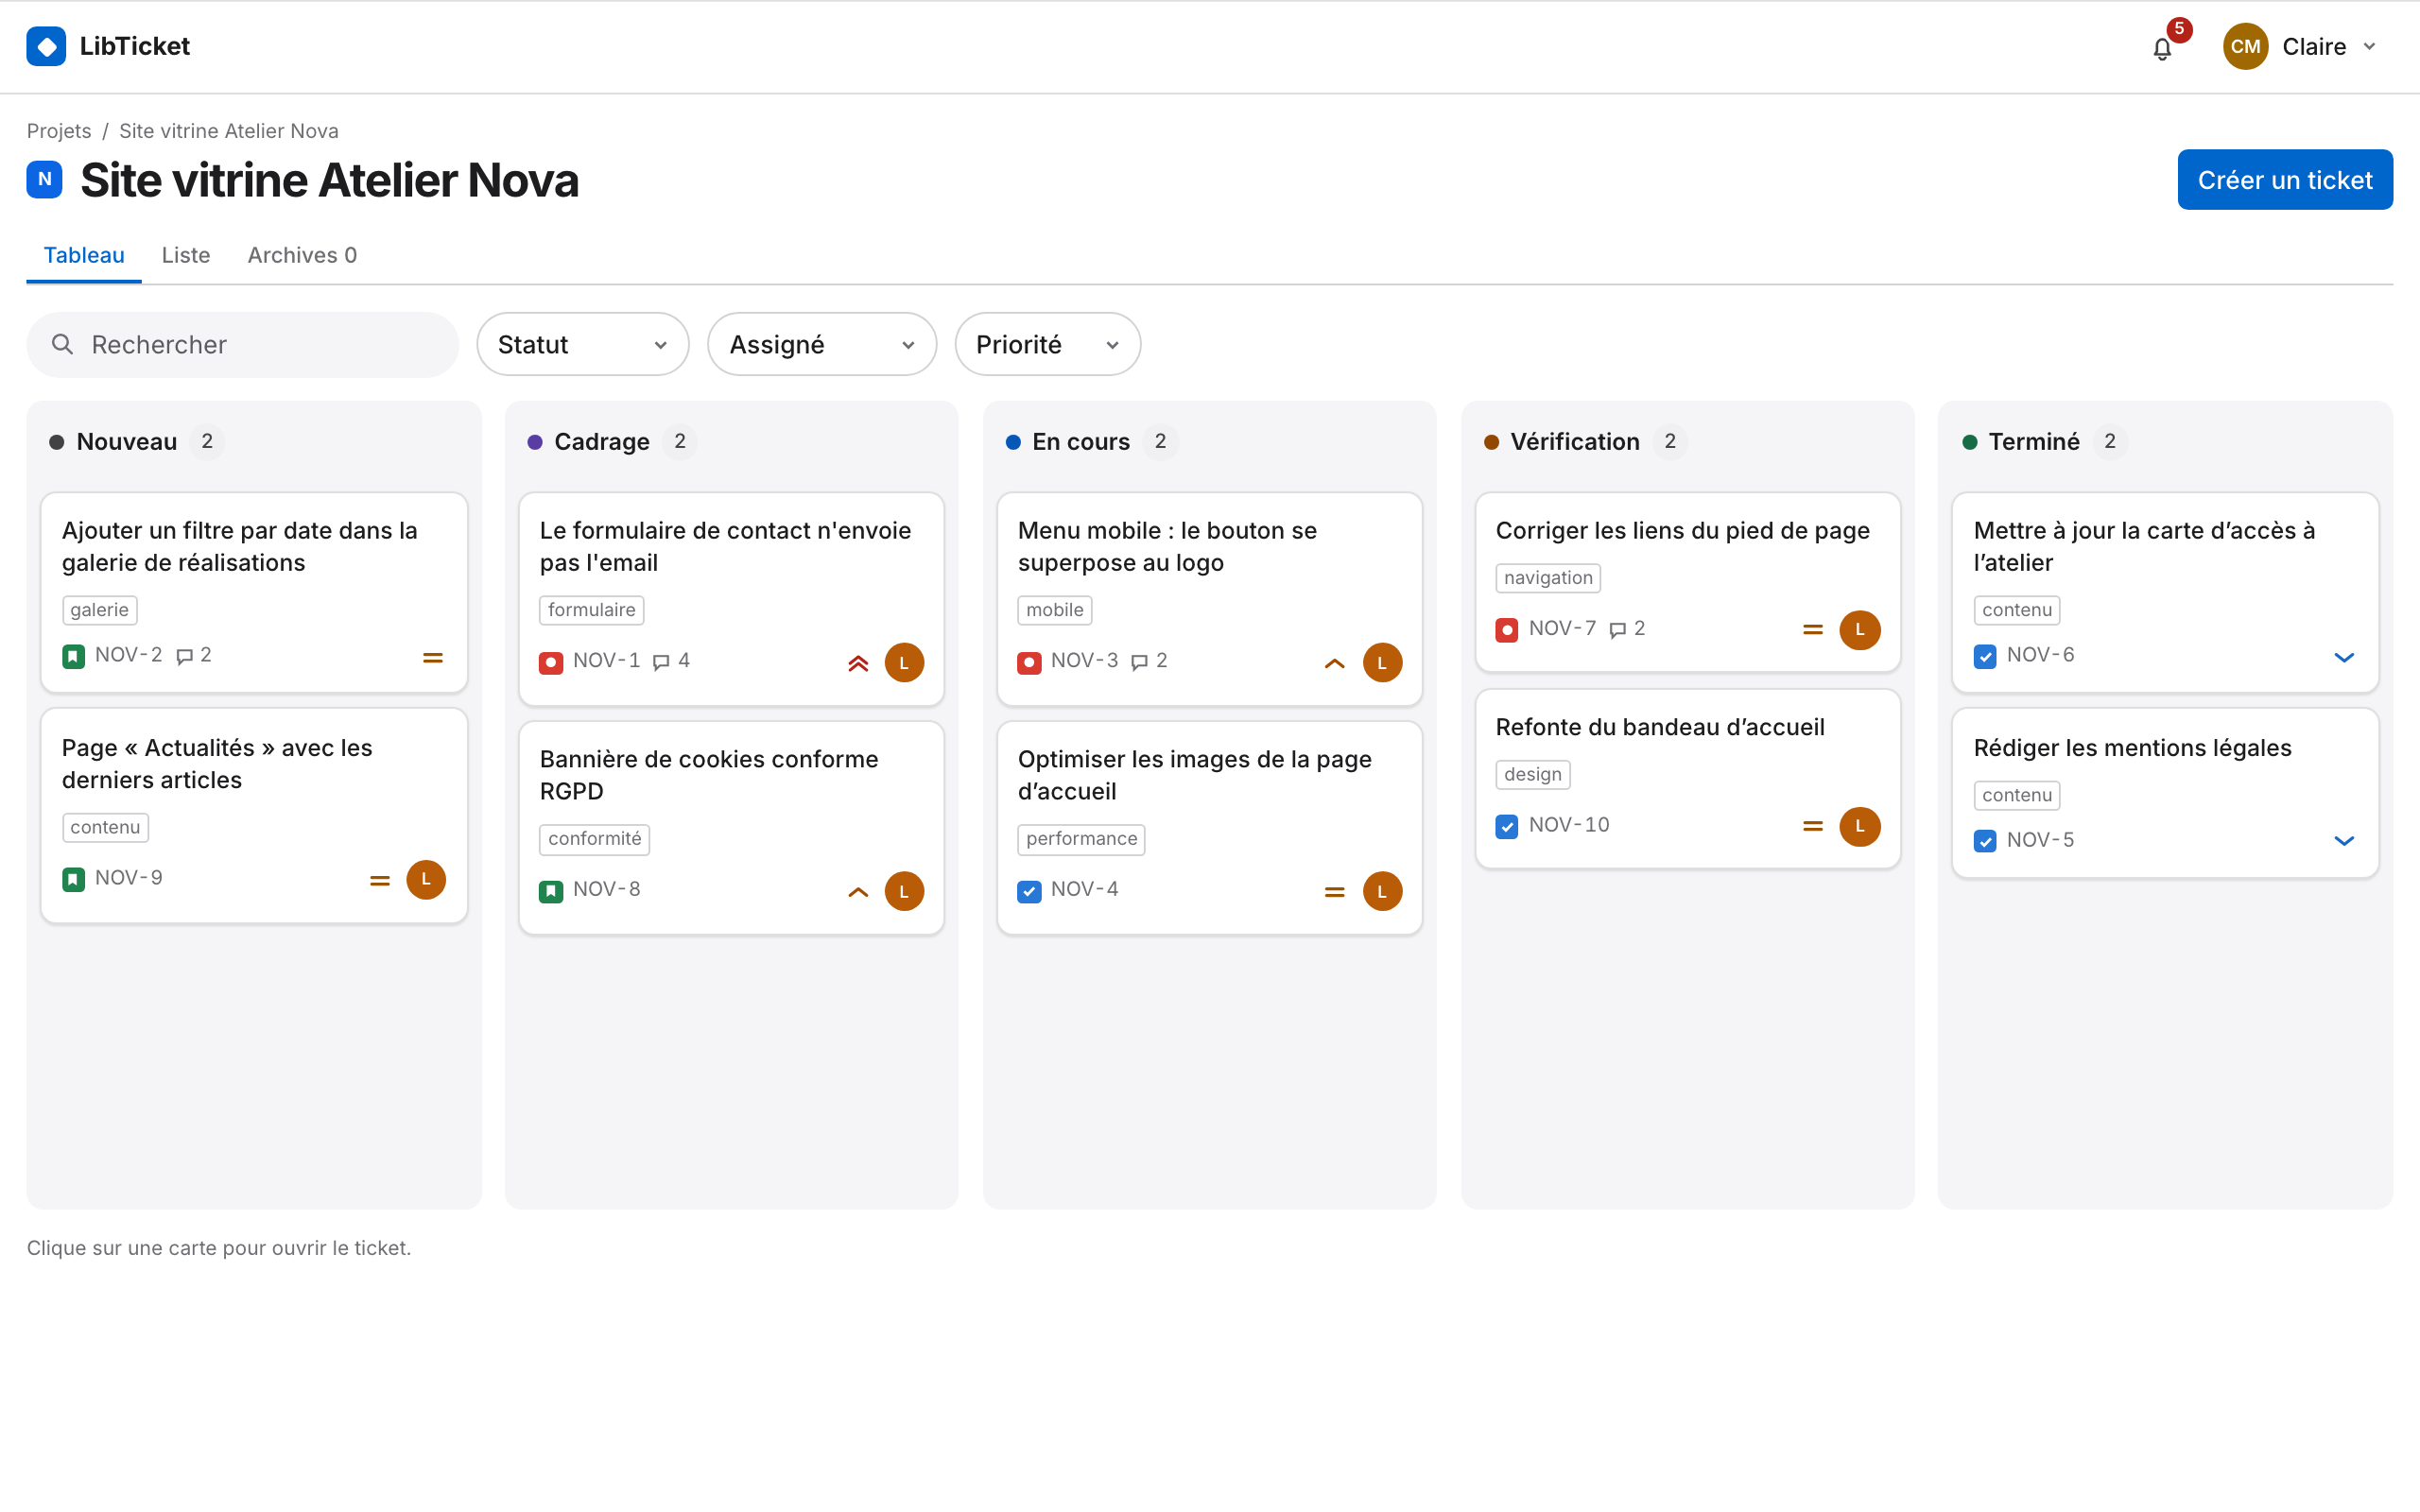 LibTicket
5
CM Claire
Projets / Site vitrine Atelier Nova
N Site vitrine Atelier Nova
Créer un ticket
Tableau Liste Archives 0
Rechercher Statut Assigné Priorité
Nouveau 2
Ajouter un filtre par date dans la
galerie de réalisations
galerie
NOV-2 2
Page « Actualités » avec les
derniers articles
contenu
NOV-9 L
Cadrage 2
Le formulaire de contact n'envoie
pas l'email
formulaire
NOV-1 4 L
Bannière de cookies conforme
RGPD
conformité
NOV-8 L
En cours 2
Menu mobile : le bouton se
superpose au logo
mobile
NOV-3 2 L
Optimiser les images de la page
d’accueil
performance
NOV-4 L
Vérification 2
Corriger les liens du pied de page
navigation
NOV-7 2 L
Refonte du bandeau d’accueil
design
NOV-10 L
Terminé 2
Mettre à jour la carte d’accès à
l’atelier
contenu
NOV-6
Rédiger les mentions légales
contenu
NOV-5
Clique sur une carte pour ouvrir le ticket.